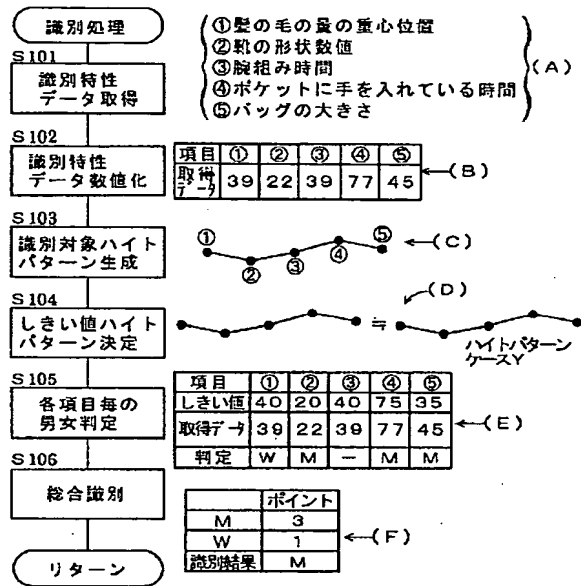 識別処理
S101
識別特性
データ取得
①髪の毛の量の重心位置
②靴の形状数値
③腕組み時間
④ポケットに手を入れている時間
⑤バッグの大きさ
(A)
S102
識別特性
データ数値化
項目 ① ② ③ ④ ⑤
取得
データ 39 22 39 77 45
(B)
S103
識別対象ハイト
パターン生成
① ② ③ ④ ⑤
(C)
S104
しきい値ハイト
パターン決定
≒
(D)
ハイトパターン
ケースY
S105
各項目毎の
男女判定
項目 ① ② ③ ④ ⑤
しきい値 40 20 40 75 35
取得データ 39 22 39 77 45
判定 W M − M M
(E)
S106
総合識別
ポイント
M 3
W 1
識別結果 M
(F)
リターン